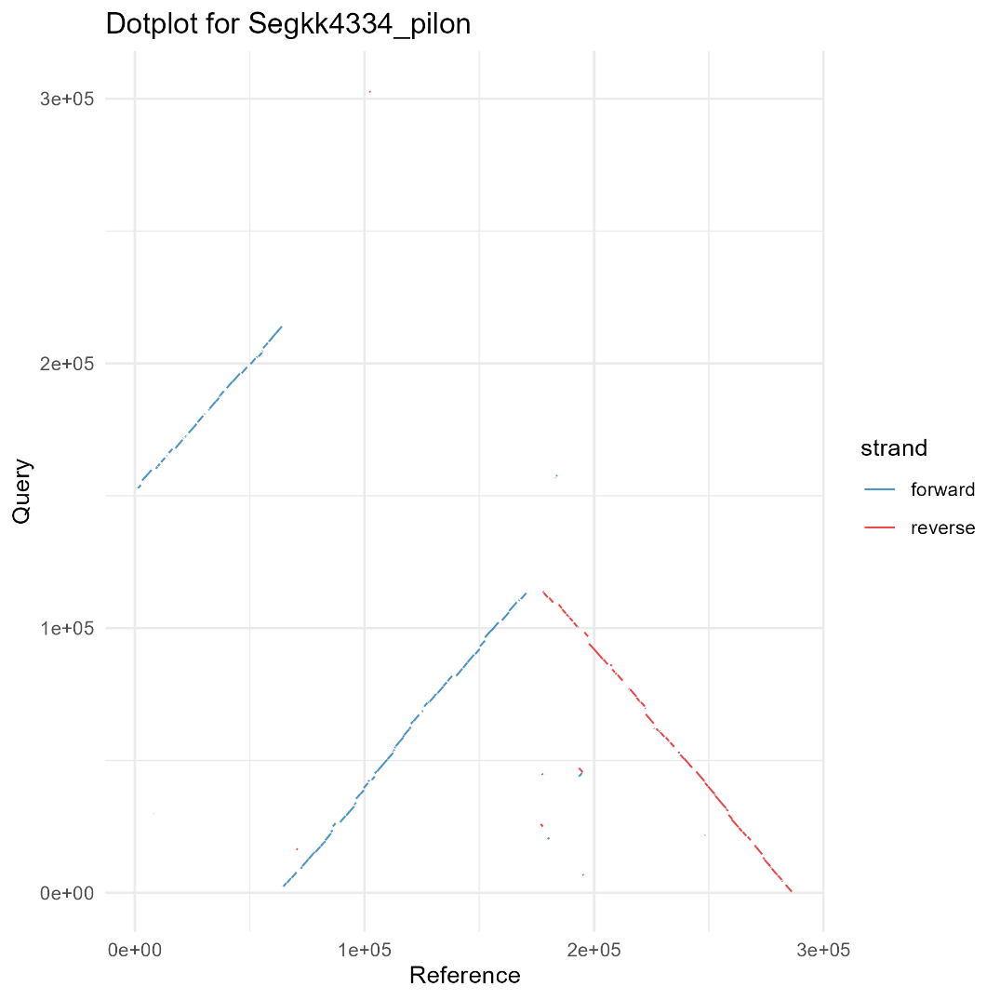 Dotplot for Segkk4334_pilon
3e+05
2e+05
1e+05
0e+00
Query
0e+00 1e+05 2e+05 3e+05
Reference
strand
forward
reverse